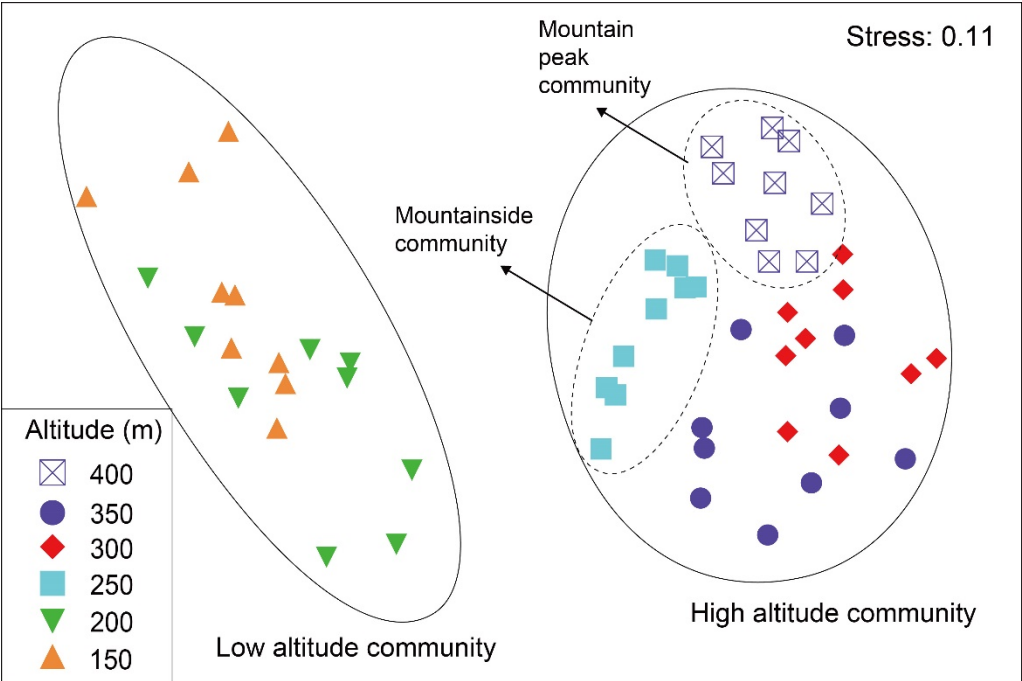 Mountain
peak
community
Stress: 0.11
Mountainside
community
Altitude (m)
400
350
300
250
200
150
Low altitude community
High altitude community